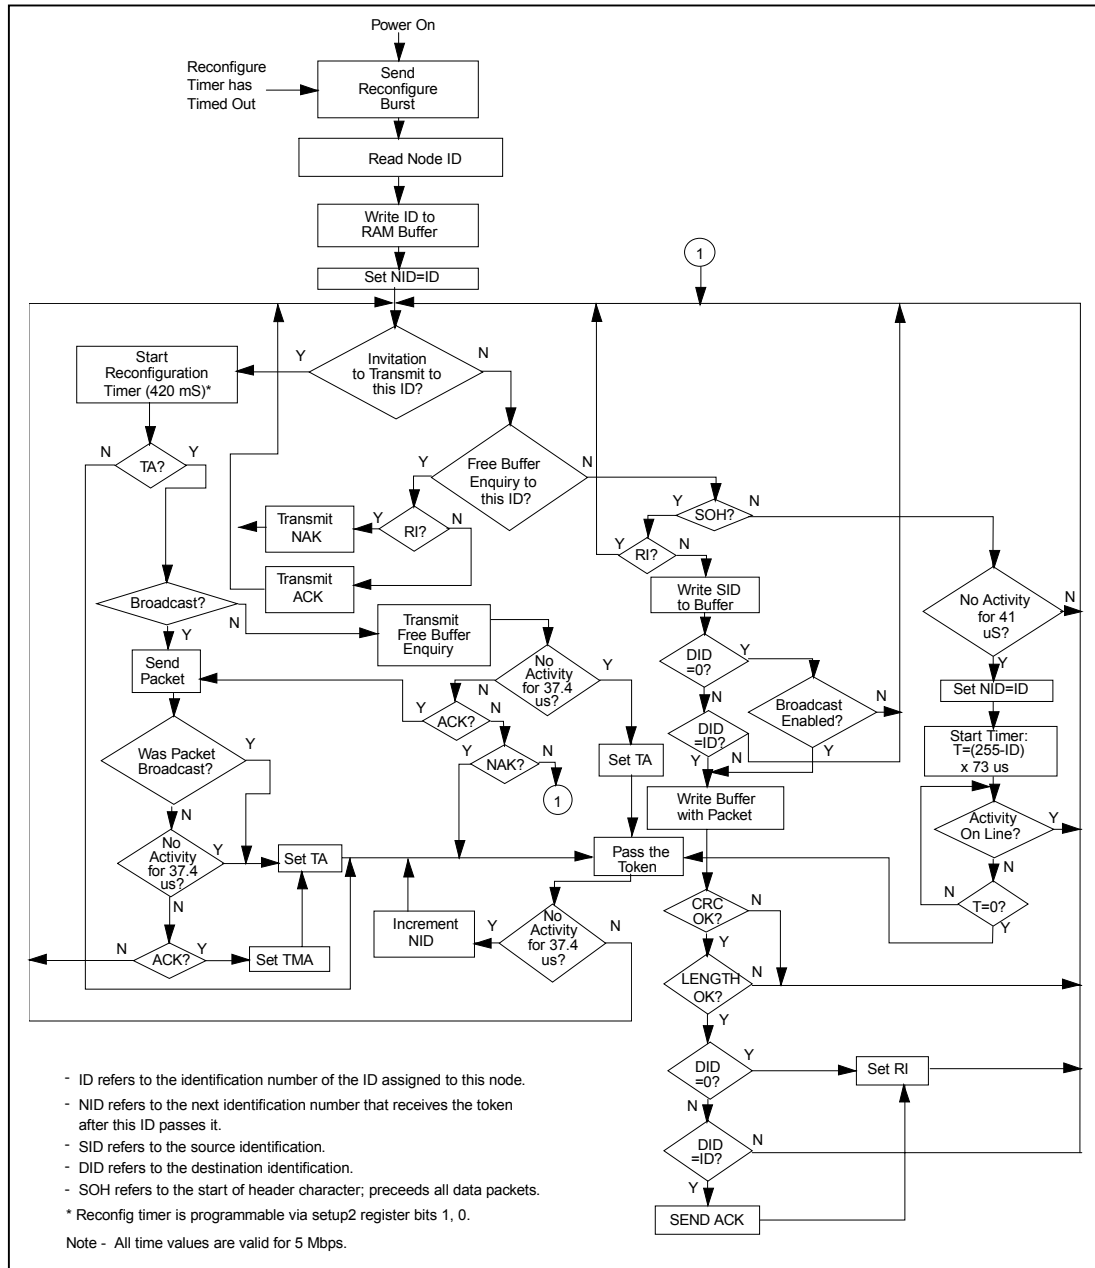 Power On
Reconfigure
Timer has
Timed Out
Send
Reconfigure
Burst
Read Node ID
Write ID to
RAM Buffer
Set NID=ID
1
Start
Reconfiguration
Timer (420 mS)*
Y
Invitation
to Transmit to
this ID?
N
N
TA?
Y
Y
Free Buffer
Enquiry to
this ID?
N
Transmit
NAK
Y
RI?
N
Y
SOH?
N
Transmit
ACK
Y
RI?
N
Write SID
to Buffer
No Activity
for 41
uS?
N
Y
Broadcast?
N
Y
Transmit
Free Buffer
Enquiry
Send
Packet
No
Activity
for 37.4
us?
N
Y
DID
=0?
Y
N
Set NID=ID
ACK?
N
Broadcast
Enabled?
N
Y
DID
=ID?
N
Y
Start Timer:
T=(255-ID)
x 73 us
Was Packet
Broadcast?
Y
N
Y
NAK?
N
1
Set TA
Write Buffer
with Packet
Activity
On Line?
Y
N
No
Activity
for 37.4
us?
Y
N
Set TA
Pass the
Token
N
T=0?
Y
Increment
NID
Y
No
Activity
for 37.4
us?
N
CRC
OK?
N
Y
N
ACK?
Y
Set TMA
LENGTH
OK?
N
Y
DID
=0?
Y
N
Set RI
DID
=ID?
N
Y
SEND ACK
- ID refers to the identification number of the ID assigned to this node.
- NID refers to the next identification number that receives the token
after this ID passes it.
- SID refers to the source identification.
- DID refers to the destination identification.
- SOH refers to the start of header character; preceeds all data packets.
* Reconfig timer is programmable via setup2 register bits 1, 0.
Note - All time values are valid for 5 Mbps.